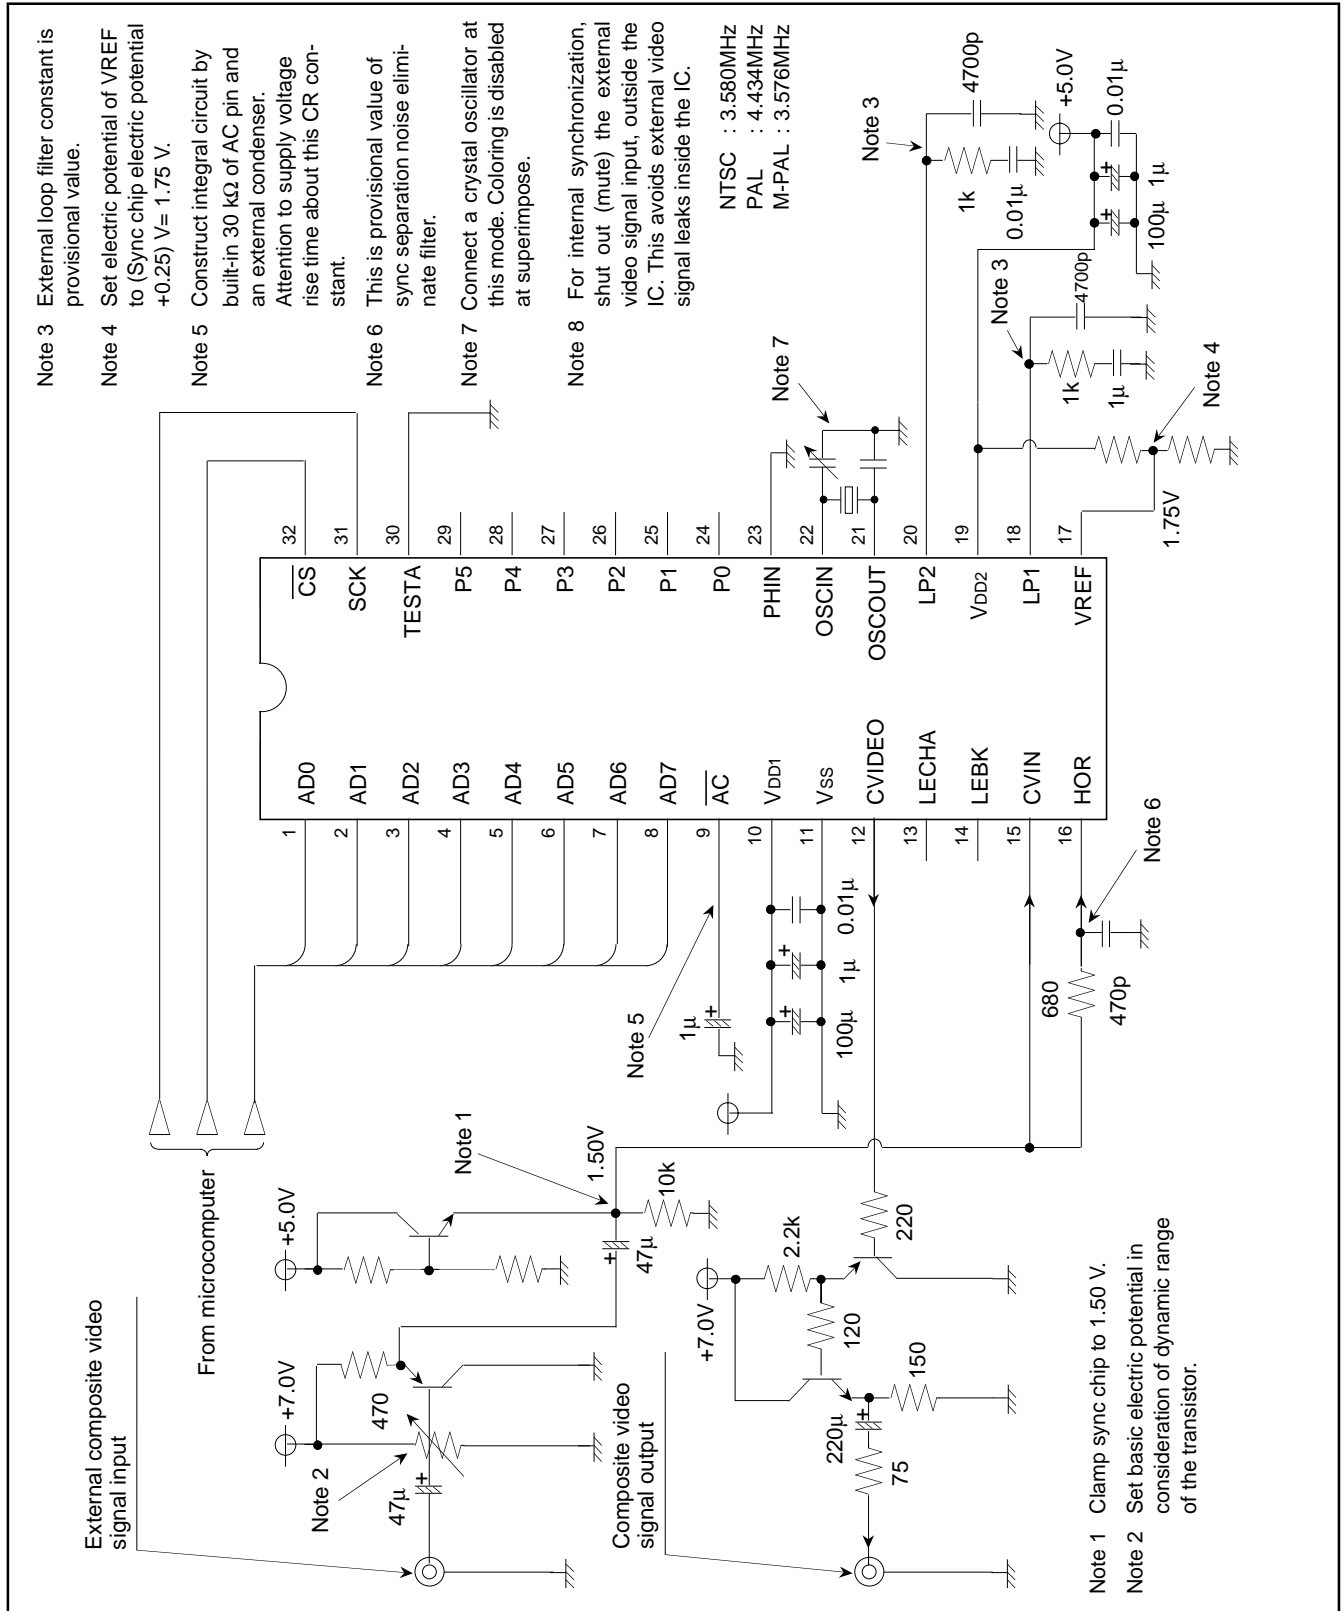 Note 3 External loop filter constant is
provisional value.
Note 4 Set electric potential of VREF
to (Sync chip electric potential
+0.25) V= 1.75 V.
Note 5 Construct integral circuit by
built-in 30 kΩ of AC pin and
an external condenser.
Attention to supply voltage
rise time about this CR con-
stant.
Note 6 This is provisional value of
sync separation noise elimi-
nate filter.
Note 7 Connect a crystal oscillator at
this mode. Coloring is disabled
at superimpose.
Note 8 For internal synchronization,
shut out (mute) the external
video signal input, outside the
IC. This avoids external video
signal leaks inside the IC.
NTSC : 3.580MHz
PAL : 4.434MHz
M-PAL : 3.576MHz
From microcomputer
External composite video
signal input
Note 2
47µ
+
+7.0V
470
+5.0V
+
47µ
Note 1
1.50V
10k
Composite video
signal output
75
220µ
+
150
+7.0V
120
2.2k
220
Note 5
1µ
+
100µ
+
1µ
+
0.01µ
680
470p
Note 6
1 AD0
2 AD1
3 AD2
4 AD3
5 AD4
6 AD5
7 AD6
8 AD7
9 AC
10 VDD1
11 VSS
12 CVIDEO
13 LECHA
14 LEBK
15 CVIN
16 HOR
CS 32
SCK 31
TESTA 30
P5 29
P4 28
P3 27
P2 26
P1 25
P0 24
PHIN 23
OSCIN 22
OSCOUT 21
LP2 20
VDD2 19
LP1 18
VREF 17
Note 7
Note 3
1k
0.01µ
4700p
+5.0V
100µ
+
1µ
+
0.01µ
Note 3
1k
1µ
4700p
Note 4
1.75V
Note 1 Clamp sync chip to 1.50 V.
Note 2 Set basic electric potential in
consideration of dynamic range
of the transistor.